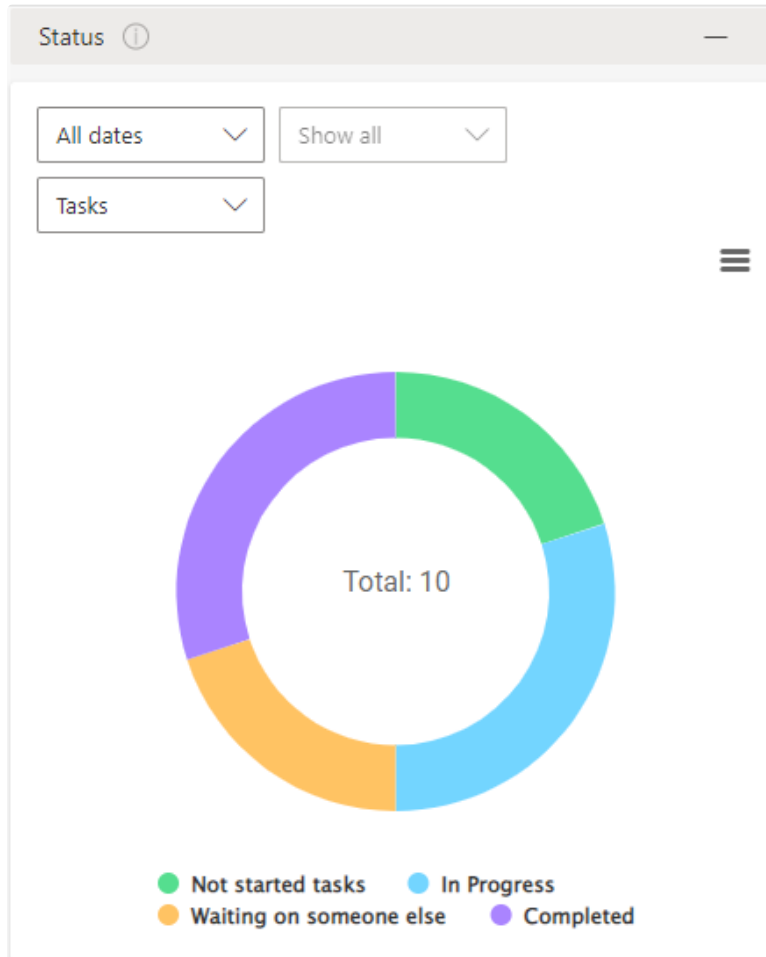 Status
All dates Show all
Tasks
Total: 10
Not started tasks In Progress
Waiting on someone else Completed